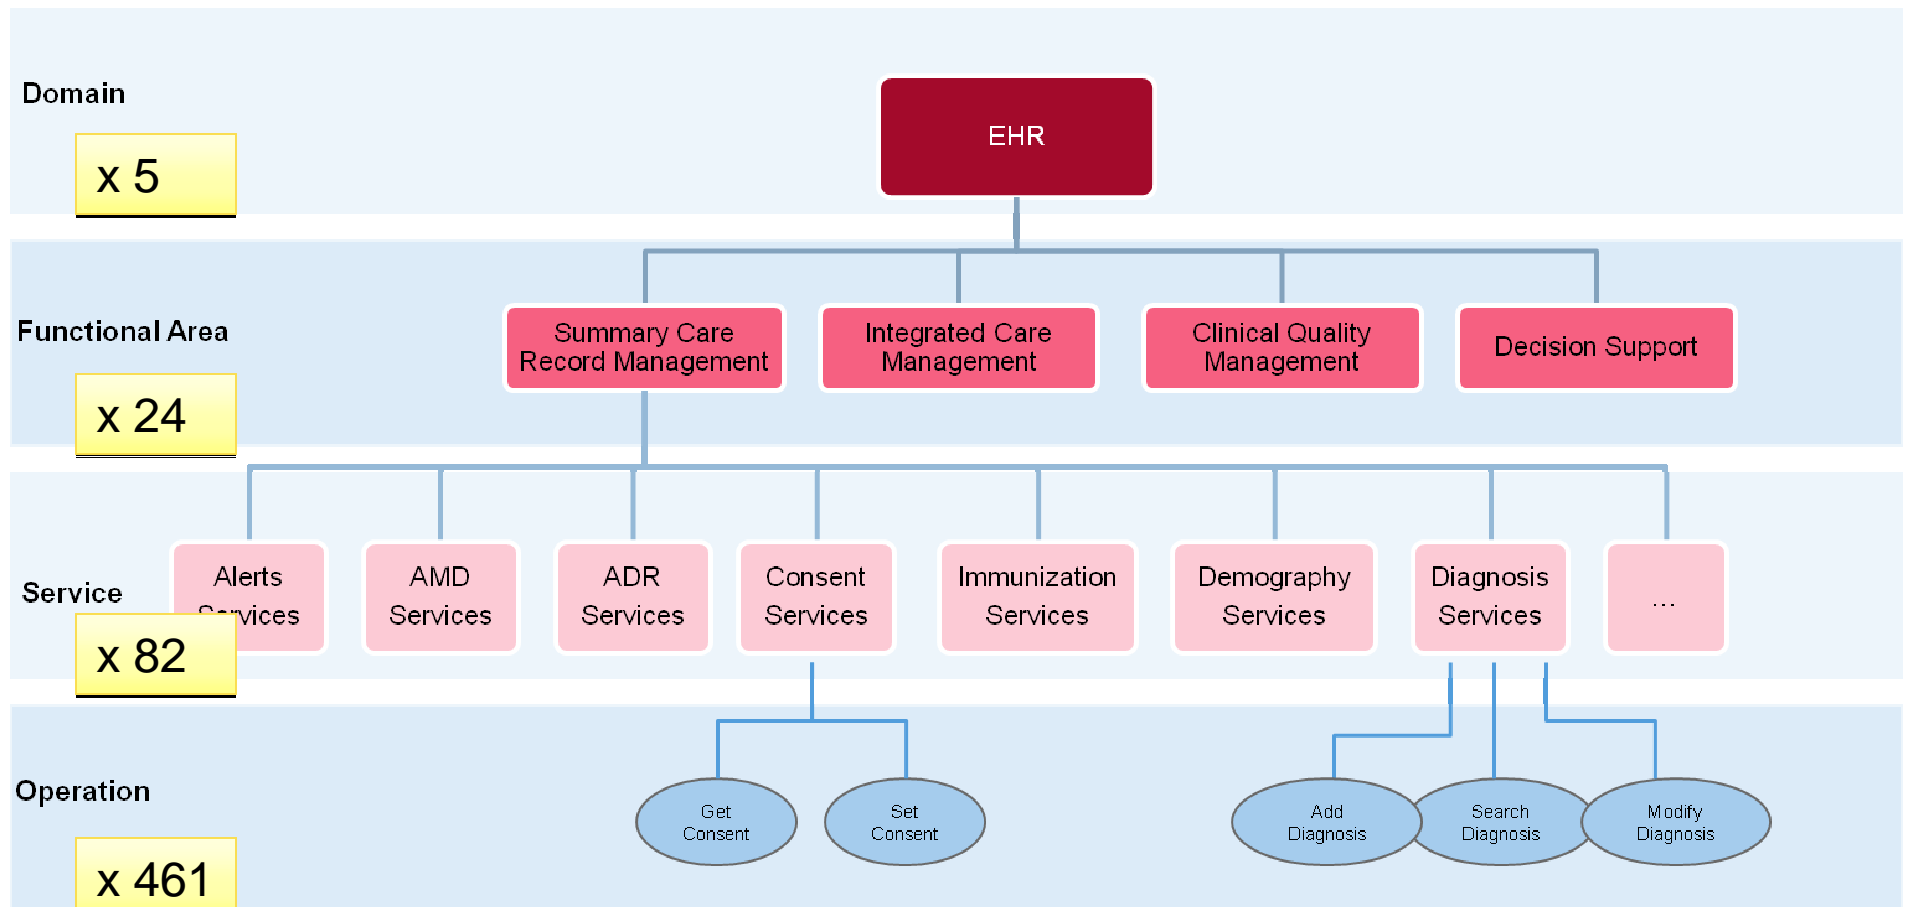 Domain
x 5
EHR
Functional Area
x 24
Summary Care
Record Management
Integrated Care
Management
Clinical Quality
Management
Decision Support
Service
x 82
Alerts
Services
AMD
Services
ADR
Services
Consent
Services
Immunization
Services
Demography
Services
Diagnosis
Services
...
Operation
x 461
Get
Consent
Set
Consent
Add
Diagnosis
Search
Diagnosis
Modify
Diagnosis